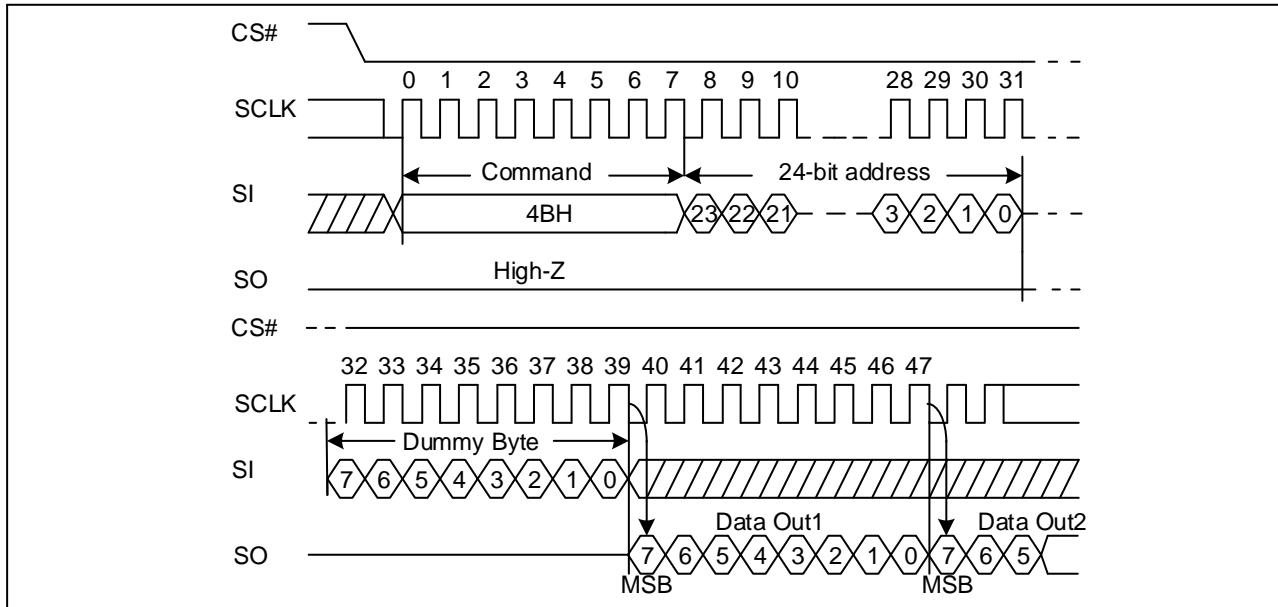 CS#
0 1 2 3 4 5 6 7 8 9 10 28 29 30 31
SCLK
Command 24-bit address
SI
4BH 23 22 21 3 2 1 0
High-Z
SO
CS#
32 33 34 35 36 37 38 39 40 41 42 43 44 45 46 47
SCLK
Dummy Byte
SI
7 6 5 4 3 2 1 0
Data Out1 Data Out2
SO
7 6 5 4 3 2 1 0 7 6 5
MSB MSB